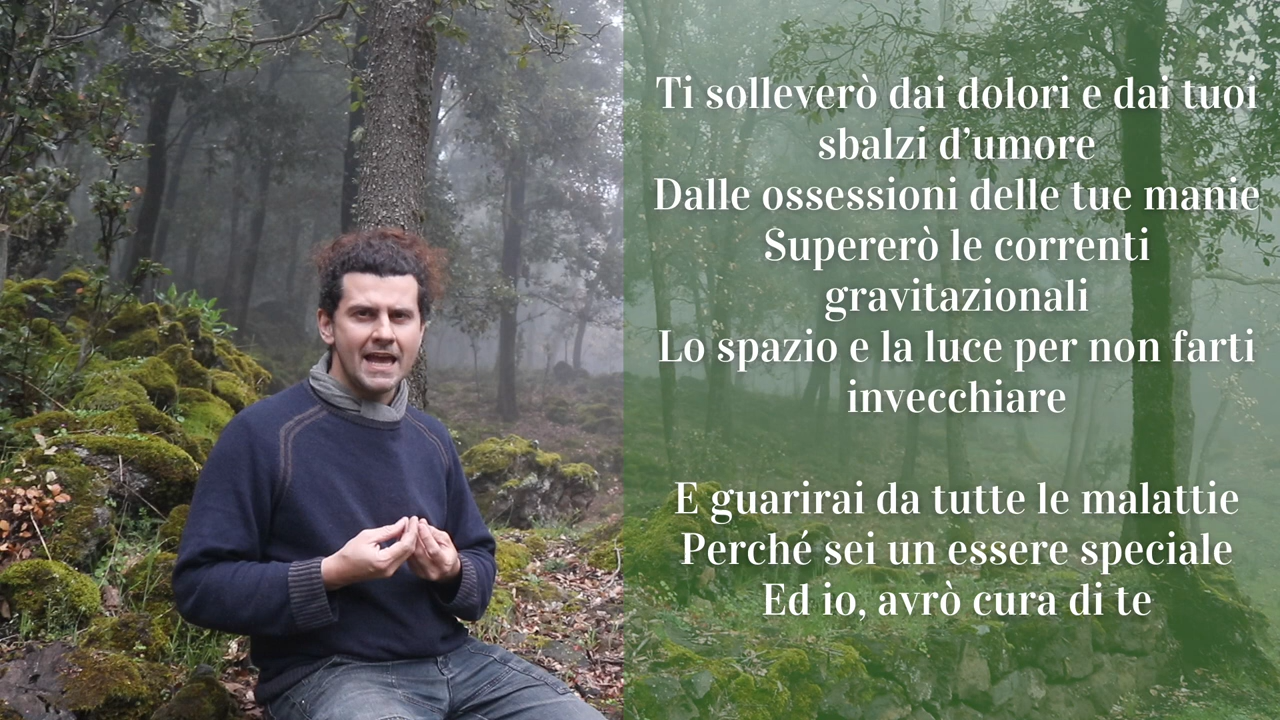 Ti solleverò dai dolori e dai tuoi
sbalzi d’umore
Dalle ossessioni delle tue manie
Supererò le correnti
gravitazionali
Lo spazio e la luce per non farti
invecchiare
E guarirai da tutte le malattie
Perché sei un essere speciale
Ed io, avrò cura di te